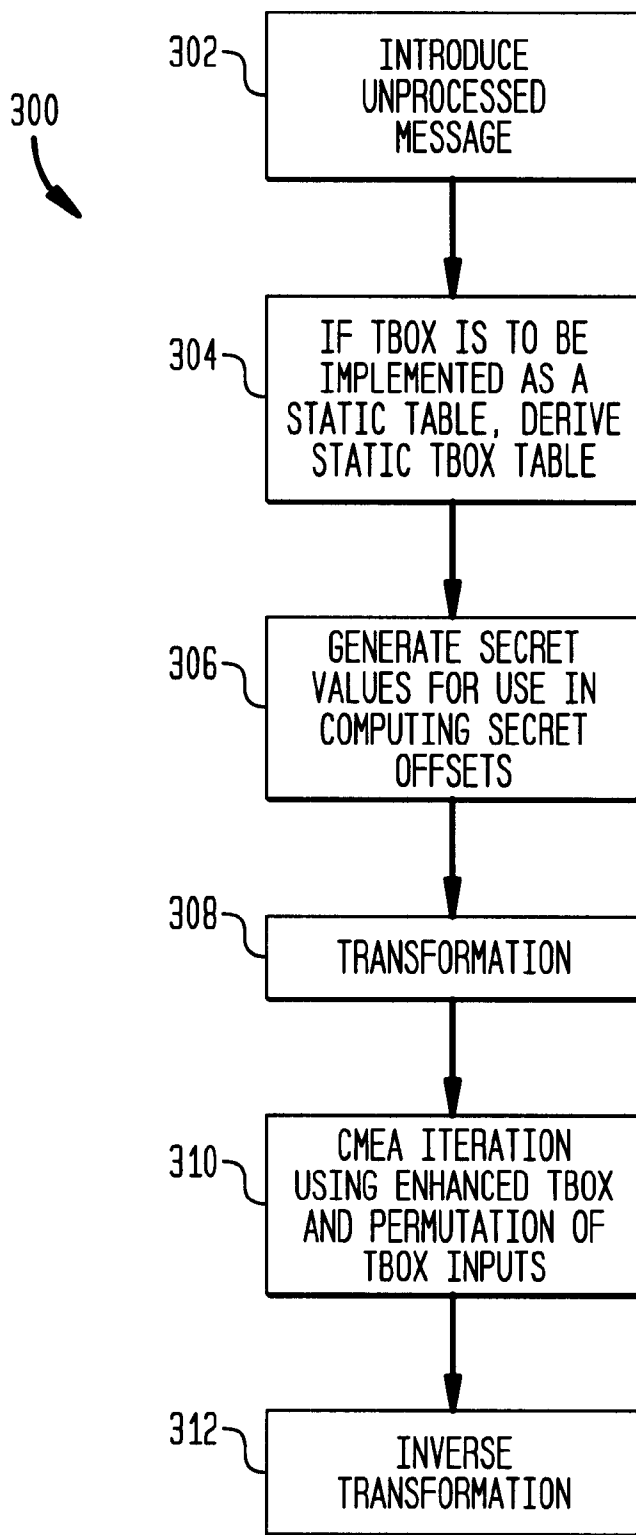 300
302
INTRODUCE
UNPROCESSED
MESSAGE
304
IF TBOX IS TO BE
IMPLEMENTED AS A
STATIC TABLE, DERIVE
STATIC TBOX TABLE
306
GENERATE SECRET
VALUES FOR USE IN
COMPUTING SECRET
OFFSETS
308
TRANSFORMATION
310
CMEA ITERATION
USING ENHANCED TBOX
AND PERMUTATION OF
TBOX INPUTS
312
INVERSE
TRANSFORMATION